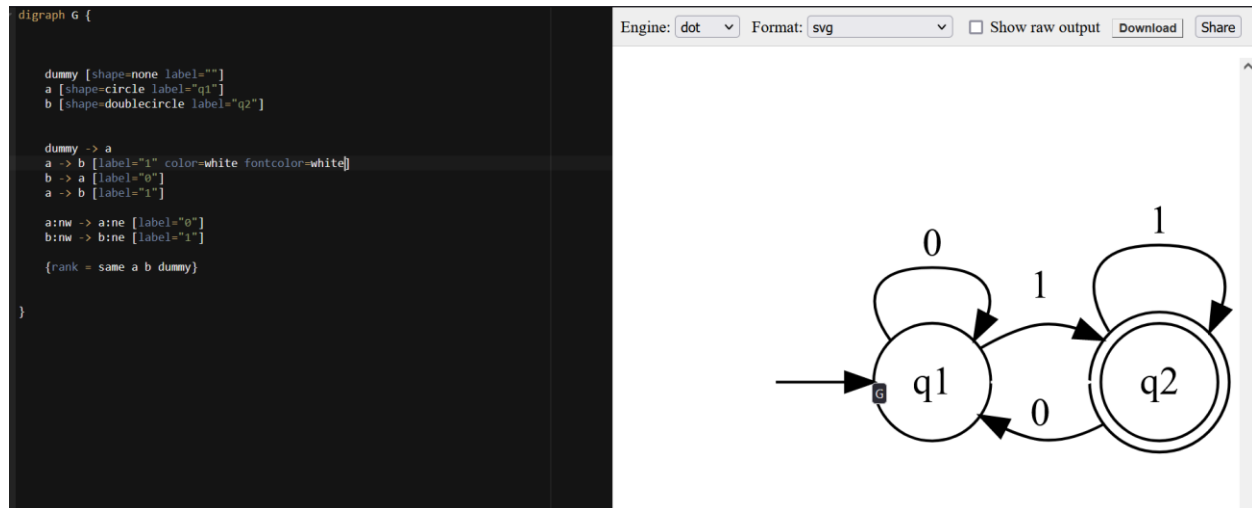 digraph G {
dummy [shape=none label=""]
a [shape=circle label="q1"]
b [shape=doublecircle label="q2"]
dummy -> a
a -> b [label="1" color=white fontcolor=white]
b -> a [label="0"]
a -> b [label="1"]
a:nw -> a:ne [label="0"]
b:nw -> b:ne [label="1"]
{rank = same a b dummy}
}
Engine: dot Format: svg Show raw output Download Share
1
0
1
q1
q2
G
0